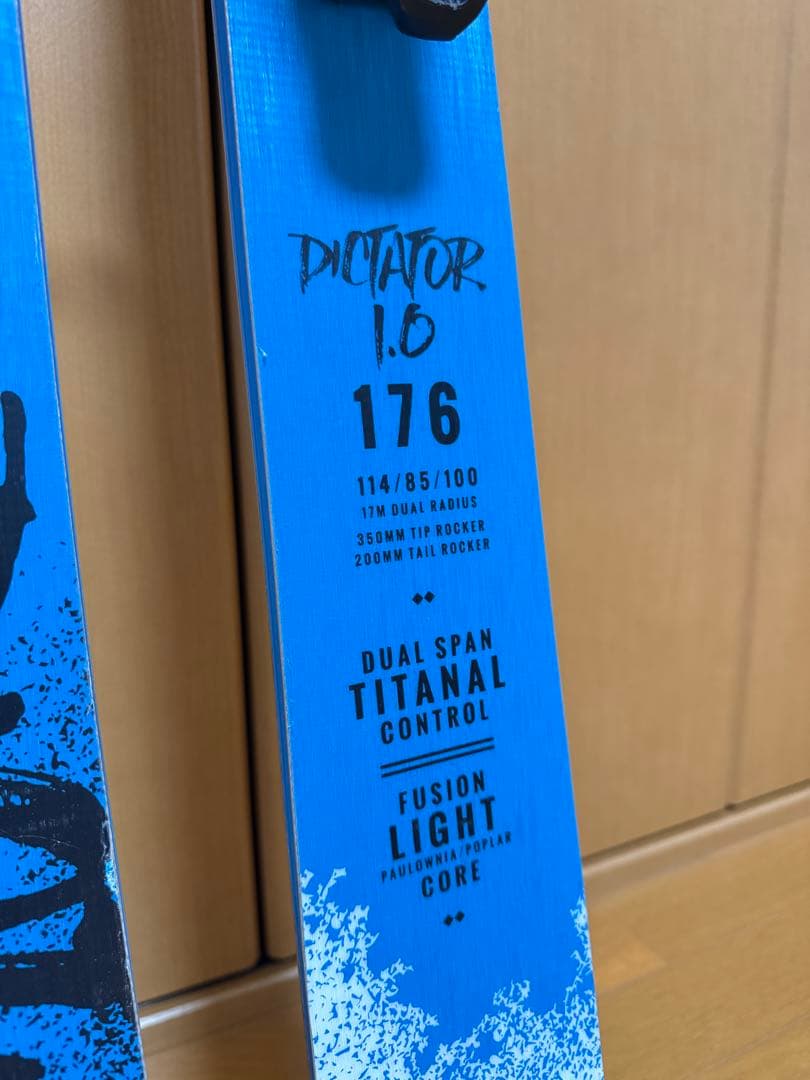 DICTATOR
1.0
176
114/85/100
17M DUAL RADIUS
350MM TIP ROCKER
200MM TAIL ROCKER
DUAL SPAN
TITANAL
CONTROL
FUSION
LIGHT
PAULOWNIA/POPLAR
CORE